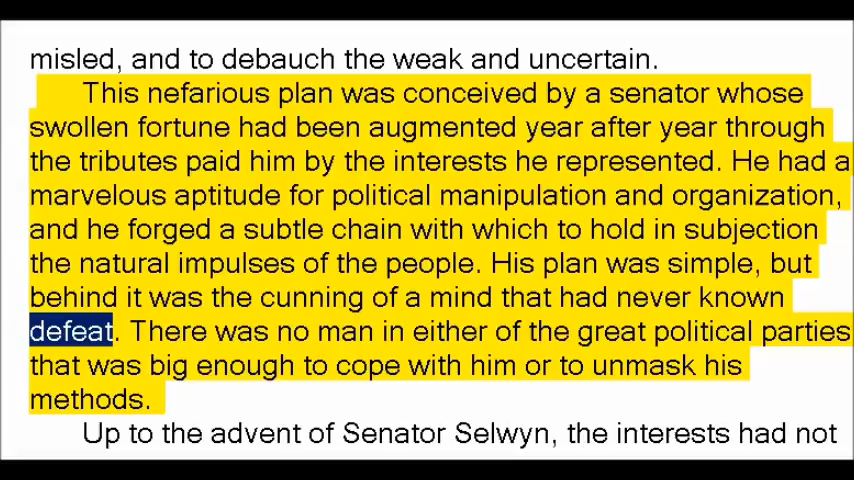 misled, and to debauch the weak and uncertain.
This nefarious plan was conceived by a senator whose
swollen fortune had been augmented year after year through
the tributes paid him by the interests he represented. He had a
marvelous aptitude for political manipulation and organization,
and he forged a subtle chain with which to hold in subjection
the natural impulses of the people. His plan was simple, but
behind it was the cunning of a mind that had never known
defeat. There was no man in either of the great political parties
that was big enough to cope with him or to unmask his
methods.
Up to the advent of Senator Selwyn, the interests had not